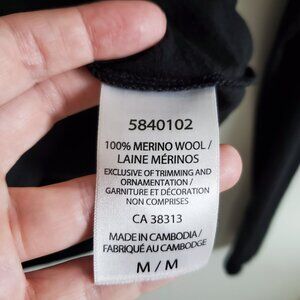 5840102
100% MERINO WOOL /
LAINE MÉRINOS
EXCLUSIVE OF TRIMMING AND
ORNAMENTATION /
GARNITURE ET DÉCORATION
NON COMPRISES
CA 38313
MADE IN CAMBODIA /
FABRIQUÉ AU CAMBODGE
M / M